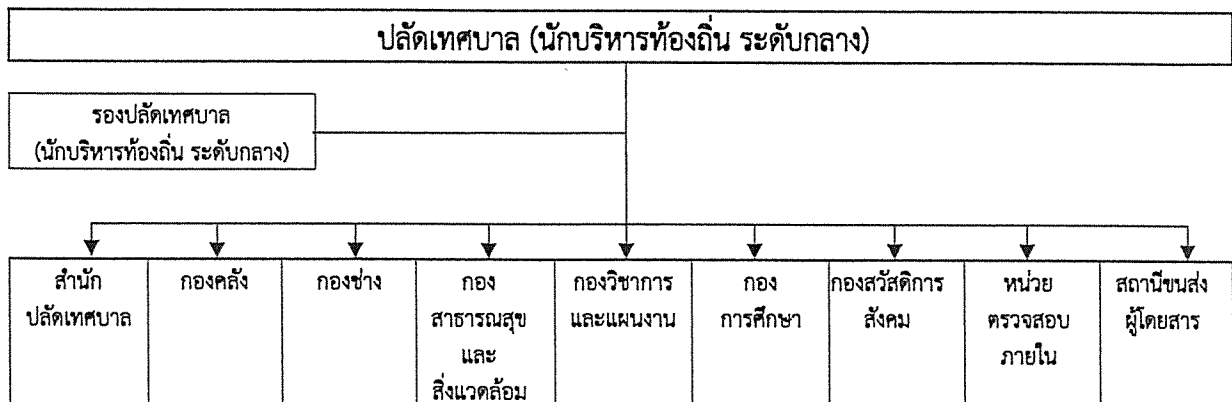 ปลัดเทศบาล (นักบริหารท้องถิ่น ระดับกลาง)
รองปลัดเทศบาล
(นักบริหารท้องถิ่น ระดับกลาง)
สำนัก
ปลัดเทศบาล
กองคลัง
กองช่าง
กอง
สาธารณสุข
และ
สิ่งแวดล้อม
กองวิชาการ
และแผนงาน
กอง
การศึกษา
กองสวัสดิการ
สังคม
หน่วย
ตรวจสอบ
ภายใน
สถานีขนส่ง
ผู้โดยสาร